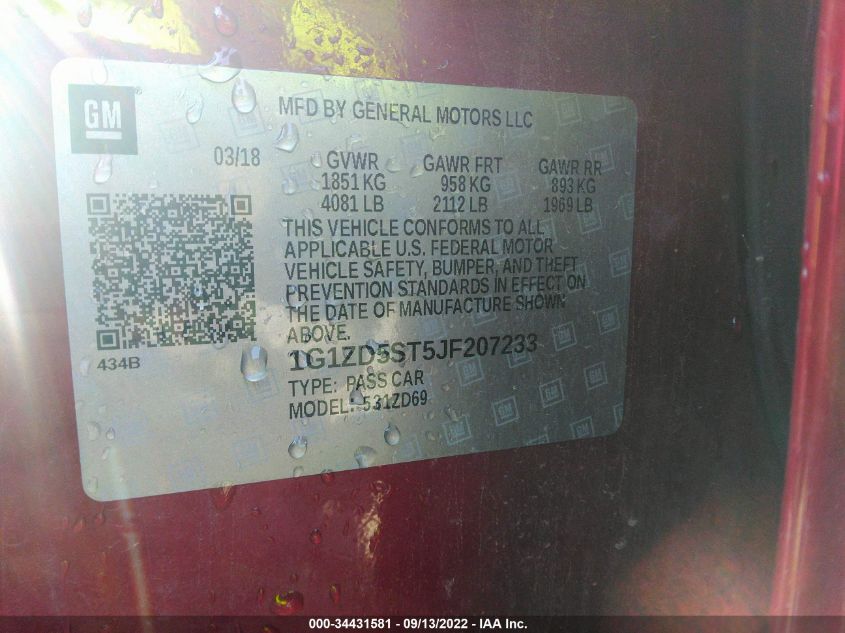 GM
MFD BY GENERAL MOTORS LLC
03/18
GVWR GAWR FRT GAWR RR
1851 KG 958 KG 893 KG
4081 LB 2112 LB 1969 LB
THIS VEHICLE CONFORMS TO ALL
APPLICABLE U.S. FEDERAL MOTOR
VEHICLE SAFETY, BUMPER, AND THEFT
PREVENTION STANDARDS IN EFFECT ON
THE DATE OF MANUFACTURE SHOWN
ABOVE.
434B
1G1ZD5ST5JF207233
TYPE: PASS CAR
MODEL: 531ZD69
000-34431581 - 09/13/2022 - IAA Inc.